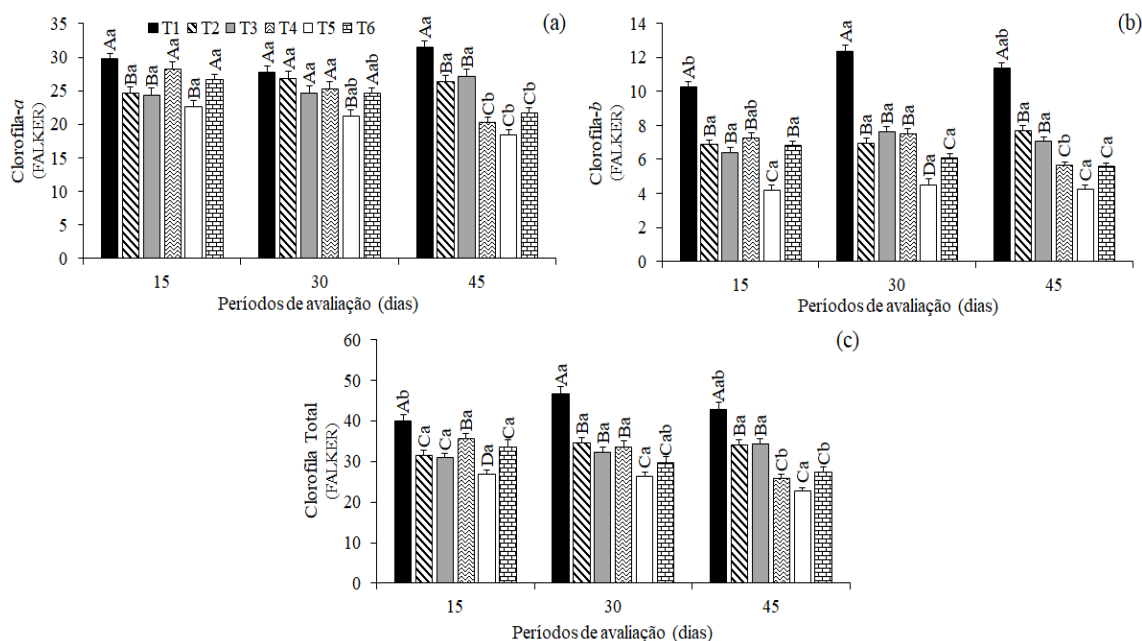 (a)
T1 T2 T3 T4 T5 T6
35
30
25
20
15
10
5
0
Clorofila-a
(FALKER)
Aa Ba Ba Aa Ba Aa
Aa Aa Aa Aa Bab Aab
Aa Ba Ba Cb Cb Cb
15 30 45
Períodos de avaliação (dias)
(b)
14
12
10
8
6
4
2
0
Clorofila-b
(FALKER)
Ab Ba Ba Bab Ca Ba
Aa Ba Ba Ba Da Ca
Aab Ba Ba Cb Ca Ca
15 30 45
Períodos de avaliação (dias)
(c)
60
50
40
30
20
10
0
Clorofila Total
(FALKER)
Ab Ca Ca Ba Da Ca
Aa Ba Ba Ba Ca Cab
Aab Ba Ba Cb Ca Cb
15 30 45
Períodos de avaliação (dias)